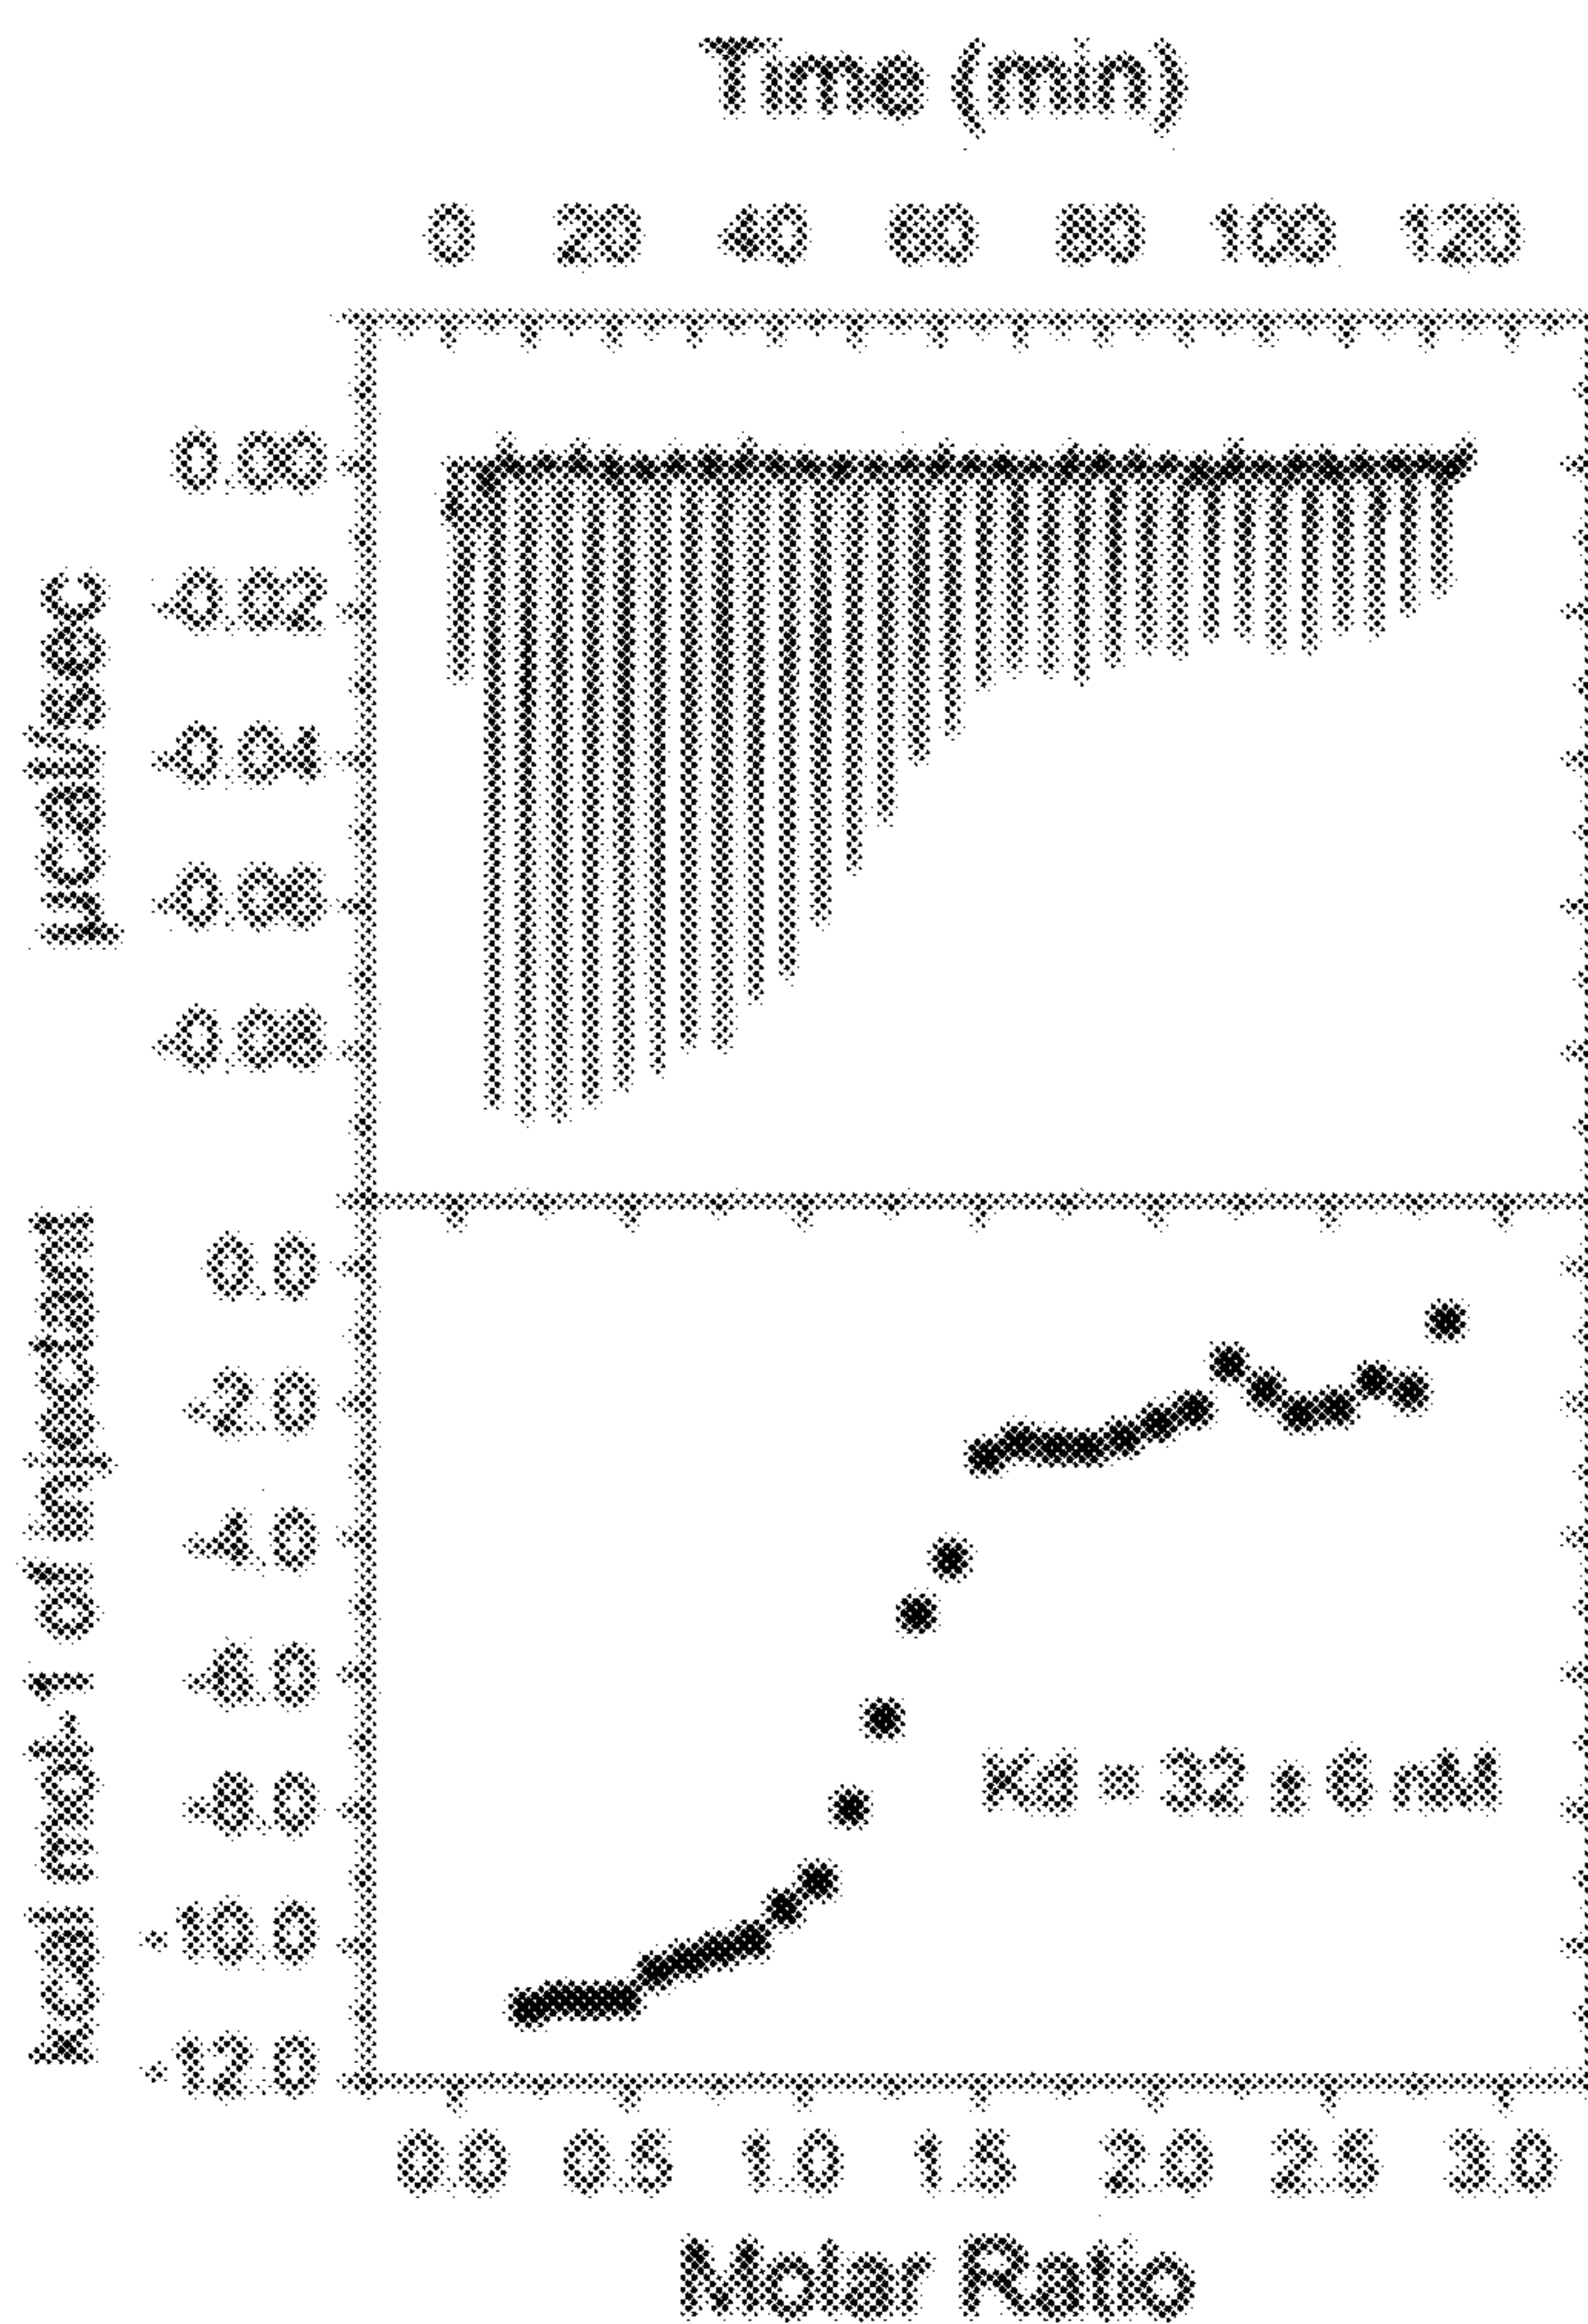 Time (min)
0 20 40 60 80 100 120
µcal/sec
0.00
-0.02
-0.04
-0.06
-0.08
kcal mol-1 of injectant
0.0
-2.0
-4.0
-6.0
-8.0
-10.0
-12.0
Kd = 32 ± 6 nM
0.0 0.5 1.0 1.5 2.0 2.5 3.0
Molar Ratio